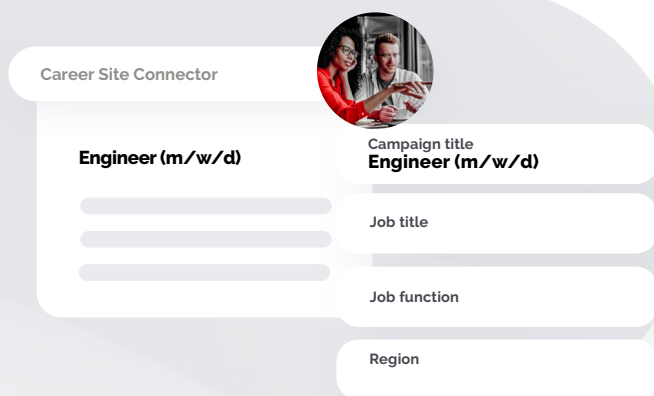 Career Site Connector
Engineer (m/w/d)
Campaign title
Engineer (m/w/d)
Job title
Job function
Region